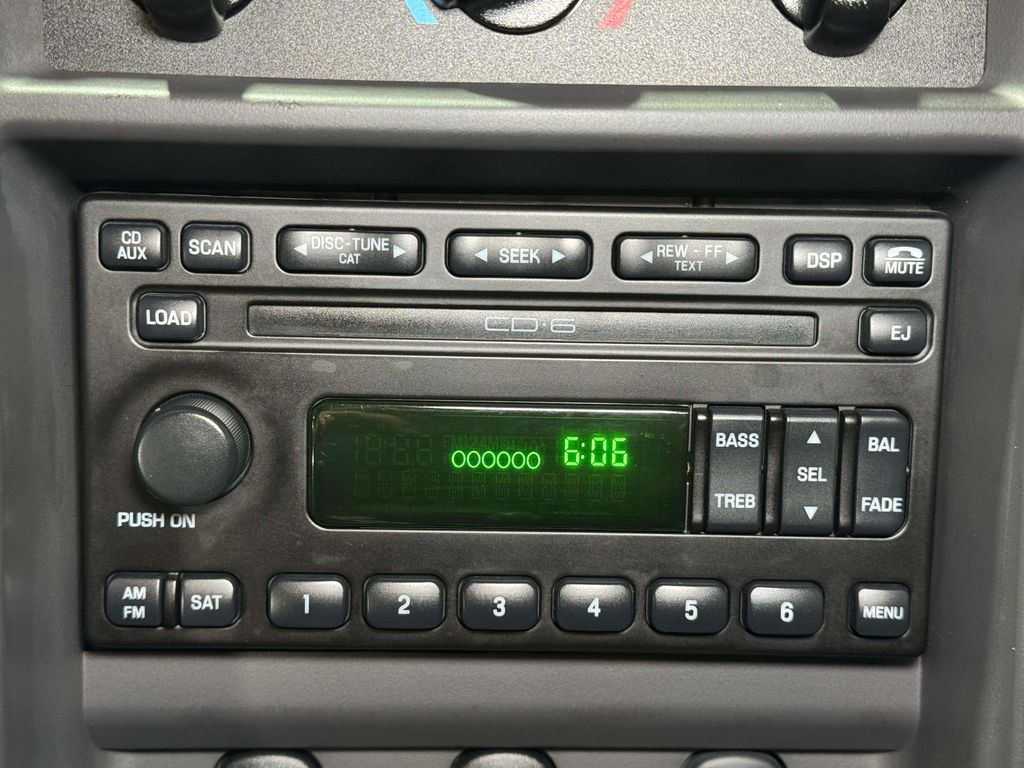 CD AUX
SCAN
DISC-TUNE
CAT
SEEK
REW - FF
TEXT
DSP
MUTE
LOAD
CD·6
EJ
6:06
BASS
TREB
SEL
BAL
FADE
PUSH ON
AM FM
SAT
1
2
3
4
5
6
MENU